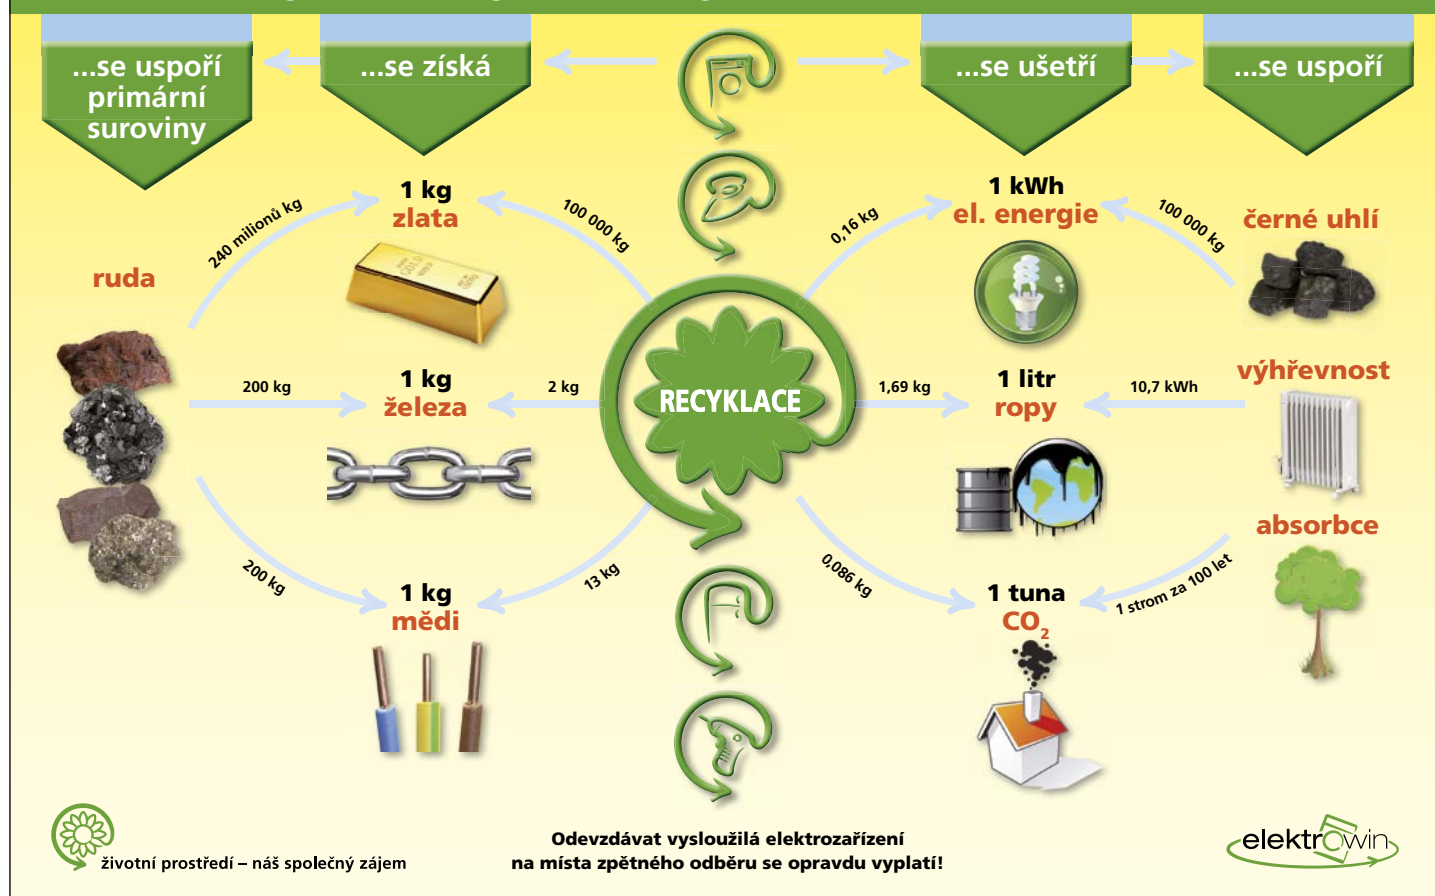 ...se uspoří
primární
suroviny
...se získá
...se ušetří
...se uspoří
1 kg
zlata
240 milionů kg
100 000 kg
ruda
200 kg
1 kg
železa
2 kg
200 kg
1 kg
mědi
13 kg
RECYKLACE
1 kWh
el. energie
0,16 kg
100 000 kg
černé uhlí
1,69 kg
1 litr
ropy
10,7 kWh
výhřevnost
0,086 kg
1 tuna
CO2
1 strom za 100 let
absorbce
životní prostředí – náš společný zájem
Odevzdávat vysloužilá elektrozařízení
na místa zpětného odběru se opravdu vyplatí!
elektrowin